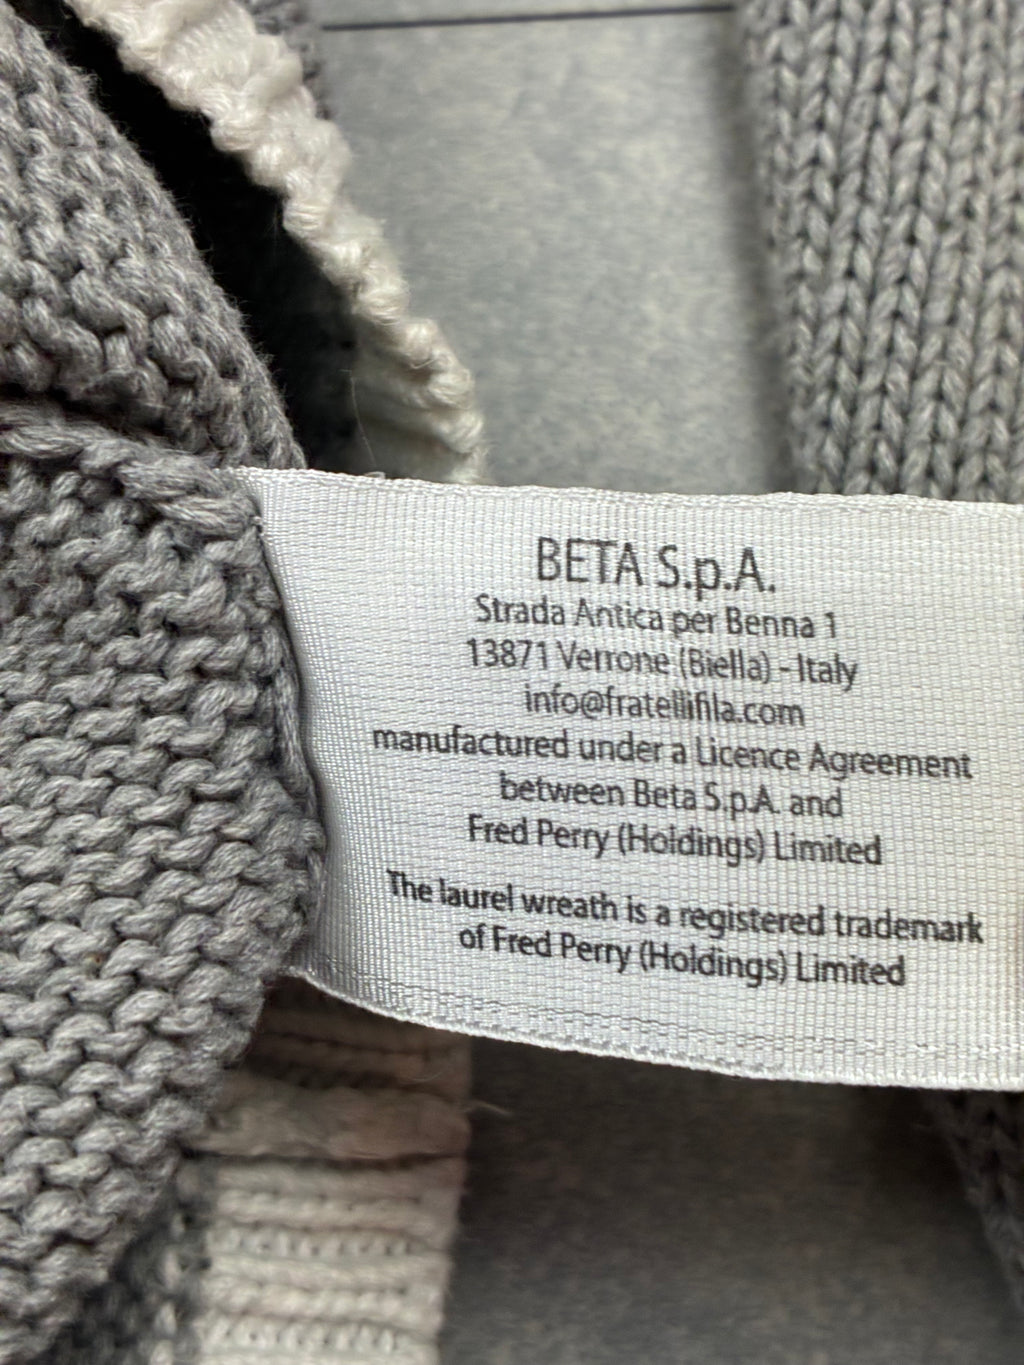 BETA S.p.A.
Strada Antica per Benna 1
13871 Verrone (Biella) - Italy
info@fratellifila.com
manufactured under a Licence Agreement
between Beta S.p.A. and
Fred Perry (Holdings) Limited
The laurel wreath is a registered trademark
of Fred Perry (Holdings) Limited